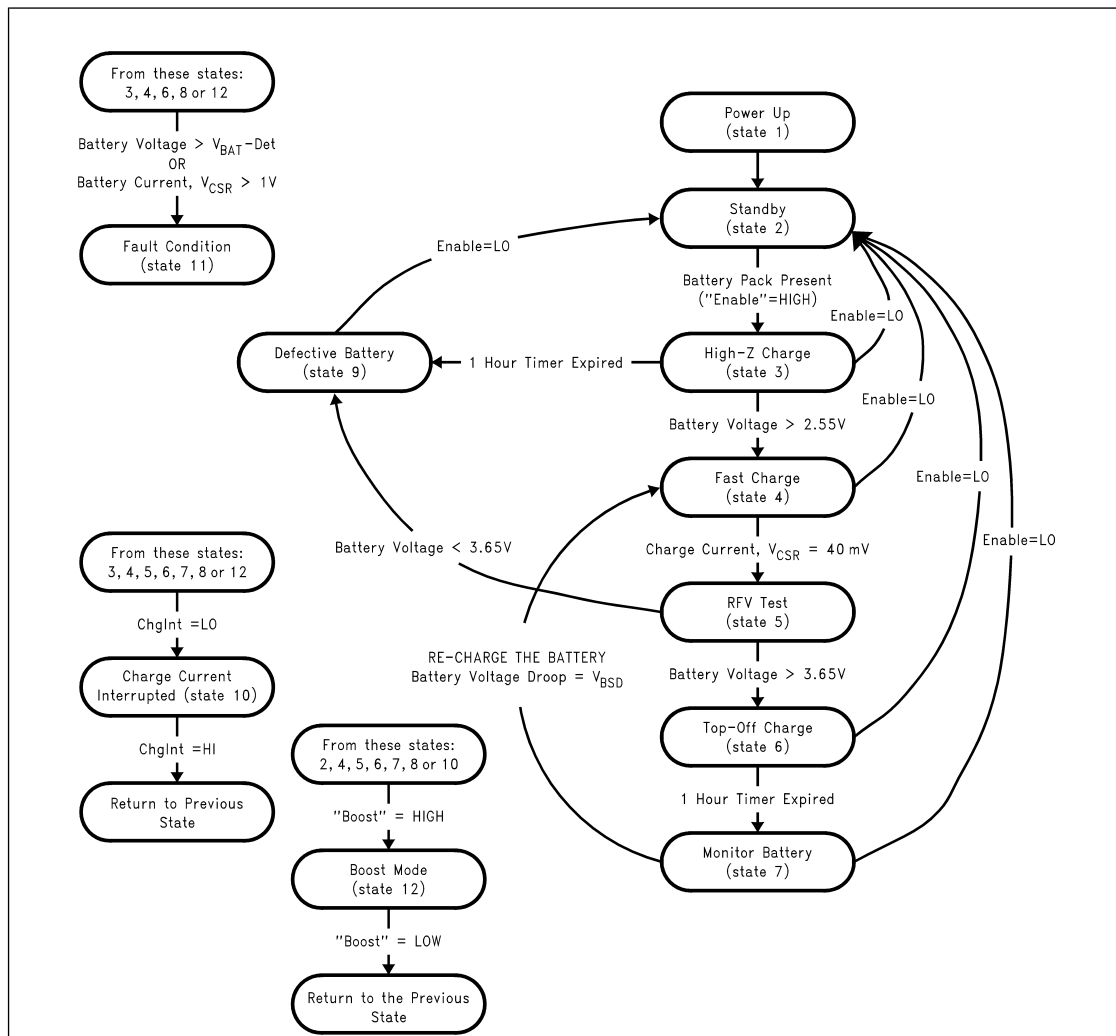 From these states:
3, 4, 6, 8 or 12
Battery Voltage > VBAT-Det
OR
Battery Current, VCSR > 1V
Fault Condition
(state 11)
Power Up
(state 1)
Standby
(state 2)
Enable=LO
Battery Pack Present
("Enable"=HIGH)
Enable=LO
Defective Battery
(state 9)
1 Hour Timer Expired
High-Z Charge
(state 3)
Enable=LO
Battery Voltage > 2.55V
Fast Charge
(state 4)
Enable=LO
Enable=LO
Battery Voltage < 3.65V
Charge Current, VCSR = 40 mV
RFV Test
(state 5)
From these states:
3, 4, 5, 6, 7, 8 or 12
ChgInt =LO
Charge Current
Interrupted (state 10)
ChgInt =HI
Return to Previous
State
RE-CHARGE THE BATTERY
Battery Voltage Droop = VBSD
Battery Voltage > 3.65V
Top-Off Charge
(state 6)
1 Hour Timer Expired
Monitor Battery
(state 7)
From these states:
2, 4, 5, 6, 7, 8 or 10
"Boost" = HIGH
Boost Mode
(state 12)
"Boost" = LOW
Return to the Previous
State